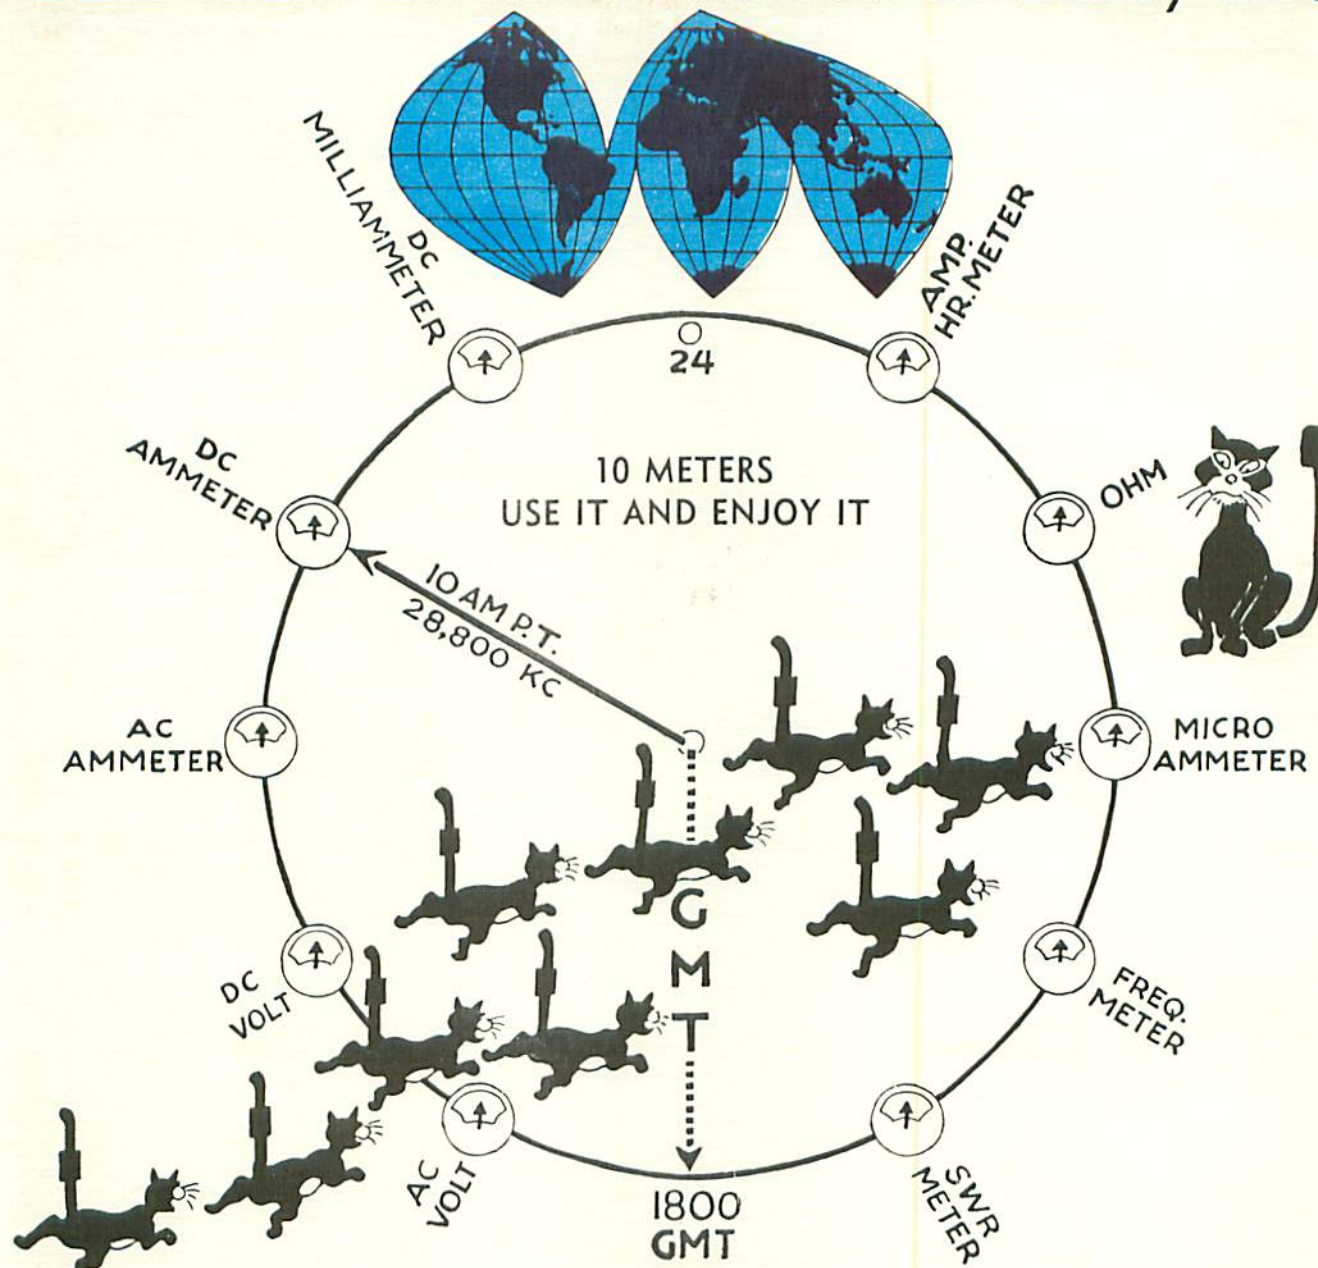 DC
MILLIAMMETER
AMP.
HR. METER
24
DC
AMMETER
10 METERS
USE IT AND ENJOY IT
OHM
10 AM P.T.
28,800 KC
AC
AMMETER
MICRO
AMMETER
G
M
T
DC
VOLT
FREQ.
METER
AC
VOLT
SWR
METER
1800
GMT